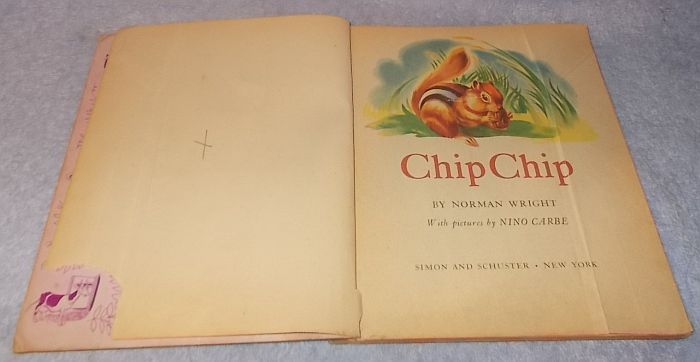 Chip Chip
BY NORMAN WRIGHT
With pictures by NINO CARBE
SIMON AND SCHUSTER • NEW YORK